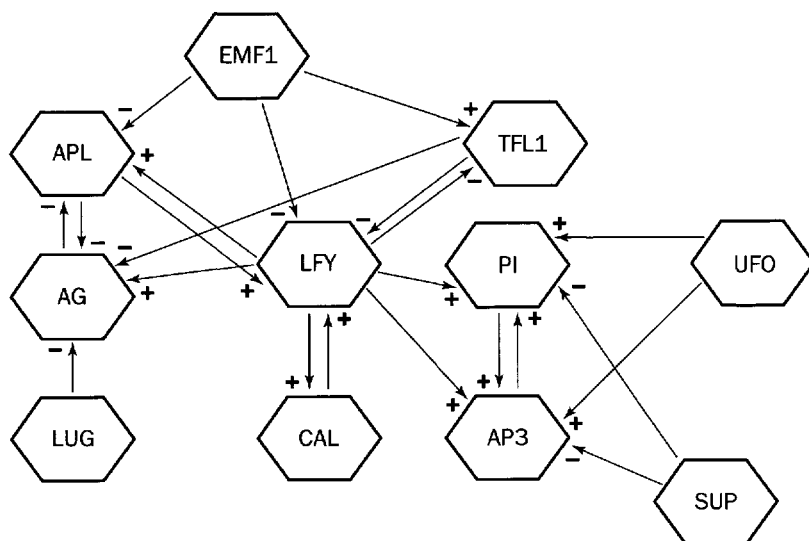 EMF1
− +
APL + TFL1
−
− − − − + UFO
LFY PI
AG + + + −
− + +
+ + +
LUG CAL AP3 +
−
SUP